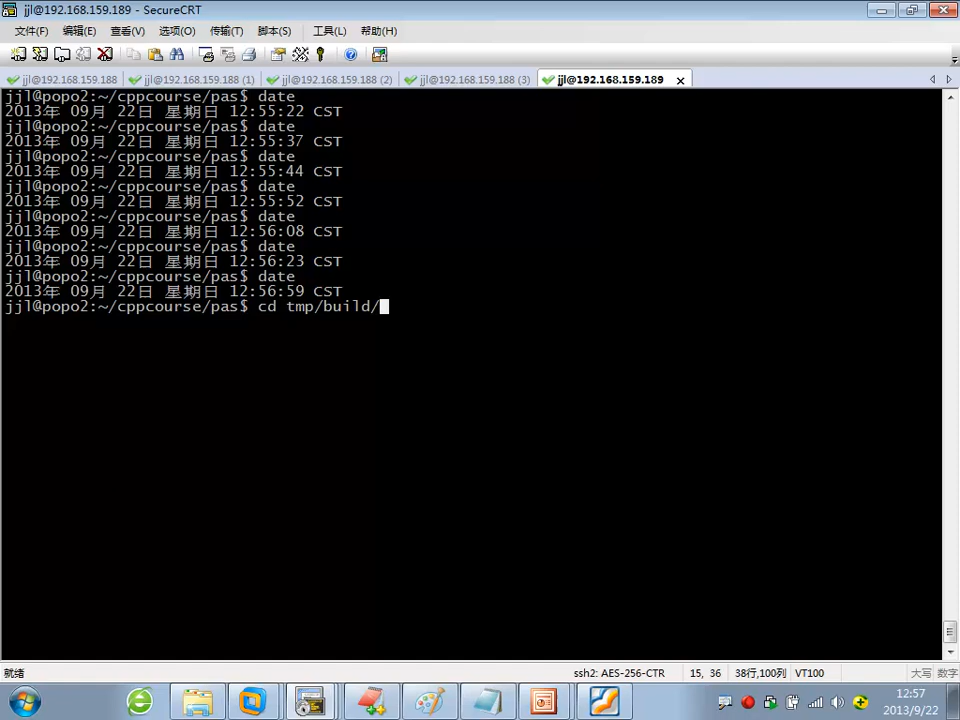 jjl@192.168.159.189 - SecureCRT
文件(F) 编辑(E) 查看(V) 选项(O) 传输(T) 脚本(S) 工具(L) 帮助(H)
jjl@192.168.159.188 jjl@192.168.159.188 (1) jjl@192.168.159.188 (2) jjl@192.168.159.188 (3) jjl@192.168.159.189
jjl@popo2:~/cppcourse/pas$ date
2013年 09月 22日 星期日 12:55:22 CST
jjl@popo2:~/cppcourse/pas$ date
2013年 09月 22日 星期日 12:55:37 CST
jjl@popo2:~/cppcourse/pas$ date
2013年 09月 22日 星期日 12:55:44 CST
jjl@popo2:~/cppcourse/pas$ date
2013年 09月 22日 星期日 12:55:52 CST
jjl@popo2:~/cppcourse/pas$ date
2013年 09月 22日 星期日 12:56:08 CST
jjl@popo2:~/cppcourse/pas$ date
2013年 09月 22日 星期日 12:56:23 CST
jjl@popo2:~/cppcourse/pas$ date
2013年 09月 22日 星期日 12:56:59 CST
jjl@popo2:~/cppcourse/pas$ cd tmp/build/
就绪 ssh2: AES-256-CTR 15, 36 38行,100列 VT100 大写 数字
12:57
2013/9/22